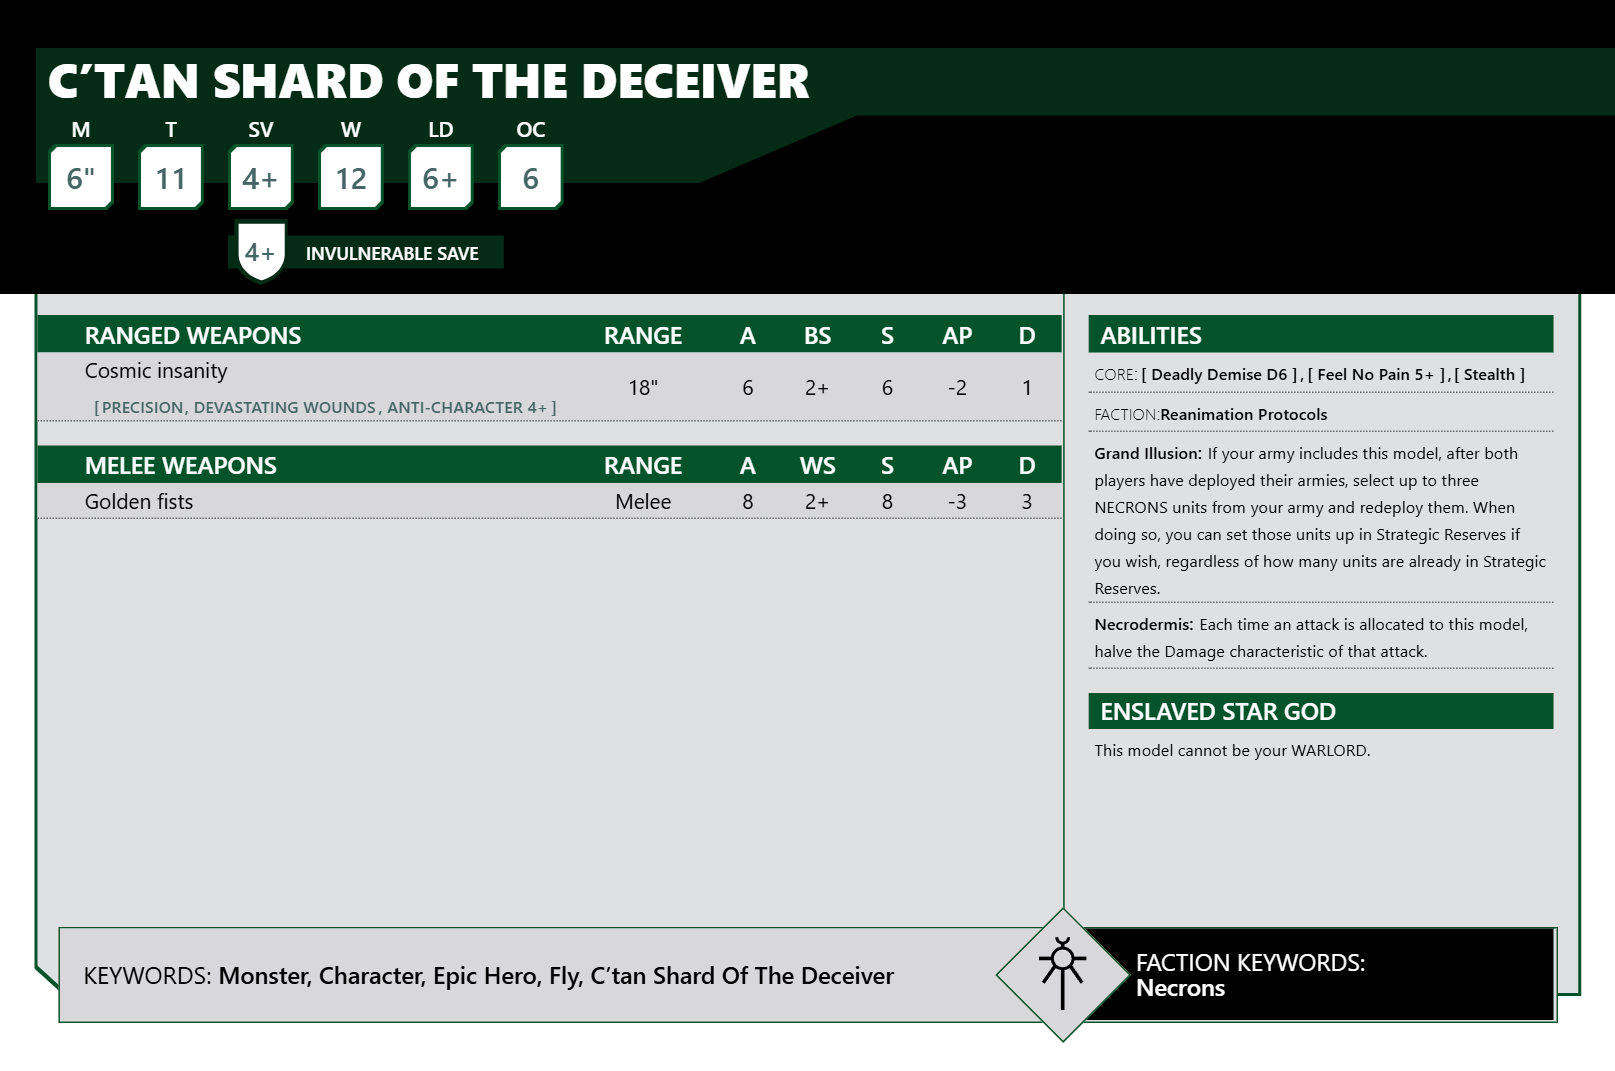 C’TAN SHARD OF THE DECEIVER
M T SV W LD OC
6" 11 4+ 12 6+ 6
4+ INVULNERABLE SAVE
RANGED WEAPONS RANGE A BS S AP D
Cosmic insanity
18" 6 2+ 6 -2 1
[ PRECISION, DEVASTATING WOUNDS, ANTI-CHARACTER 4+ ]
MELEE WEAPONS RANGE A WS S AP D
Golden fists Melee 8 2+ 8 -3 3
ABILITIES
CORE: [ Deadly Demise D6 ], [ Feel No Pain 5+ ], [ Stealth ]
FACTION:Reanimation Protocols
Grand Illusion: If your army includes this model, after both
players have deployed their armies, select up to three
NECRONS units from your army and redeploy them. When
doing so, you can set those units up in Strategic Reserves if
you wish, regardless of how many units are already in Strategic
Reserves.
Necrodermis: Each time an attack is allocated to this model,
halve the Damage characteristic of that attack.
ENSLAVED STAR GOD
This model cannot be your WARLORD.
KEYWORDS: Monster, Character, Epic Hero, Fly, C’tan Shard Of The Deceiver
FACTION KEYWORDS:
Necrons